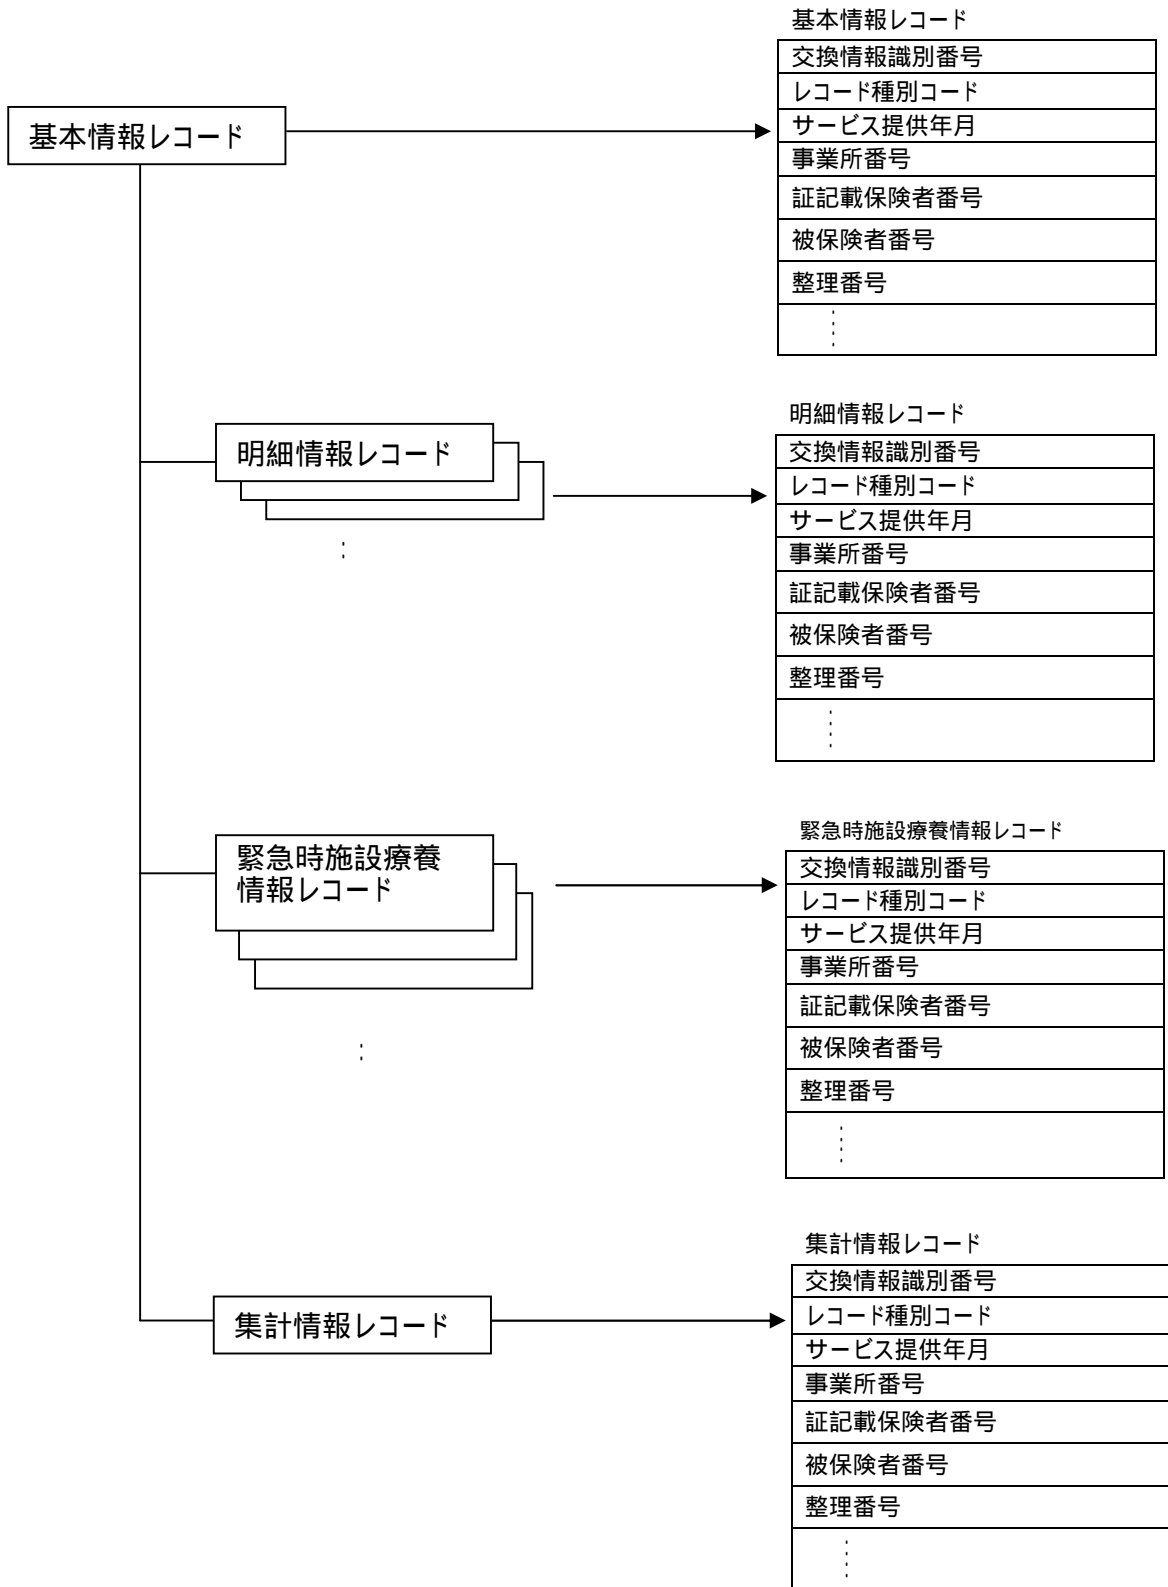 基本情報レコード
基本情報レコード
交換情報識別番号
レコード種別コード
サービス提供年月
事業所番号
証記載保険者番号
被保険者番号
整理番号
明細情報レコード
明細情報レコード
交換情報識別番号
レコード種別コード
サービス提供年月
事業所番号
証記載保険者番号
被保険者番号
整理番号
緊急時施設療養
情報レコード
緊急時施設療養情報レコード
交換情報識別番号
レコード種別コード
サービス提供年月
事業所番号
証記載保険者番号
被保険者番号
整理番号
集計情報レコード
集計情報レコード
交換情報識別番号
レコード種別コード
サービス提供年月
事業所番号
証記載保険者番号
被保険者番号
整理番号